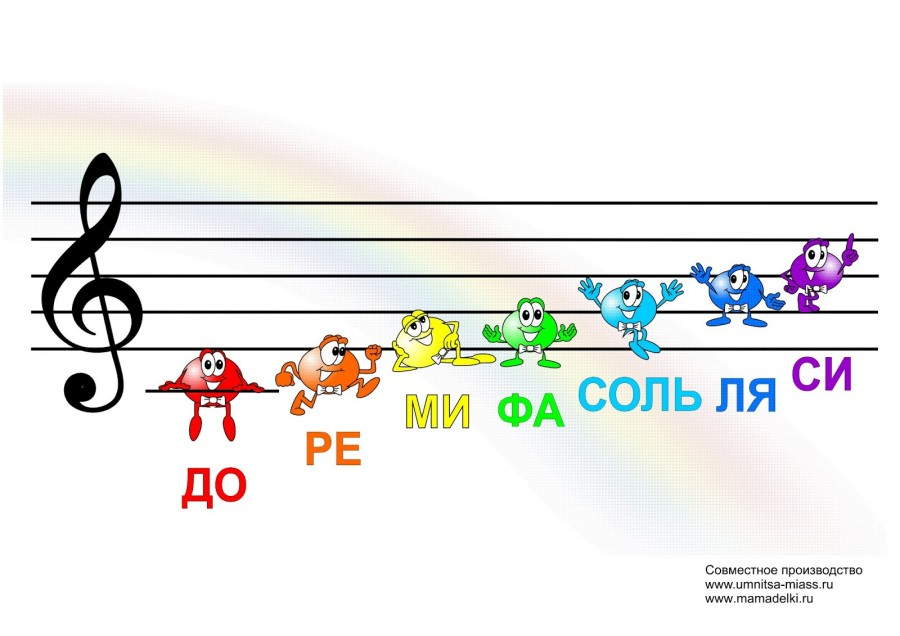 ДО
РЕ
МИ
ФА
СОЛЬ
ЛЯ
СИ
Совместное производство
www.umnitsa-miass.ru
www.mamadelki.ru